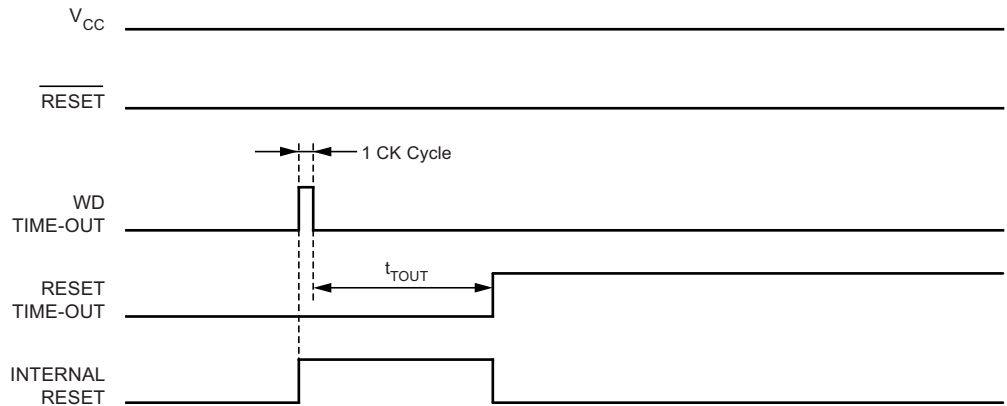 VCC
RESET
1 CK Cycle
WD
TIME-OUT
tTOUT
RESET
TIME-OUT
INTERNAL
RESET